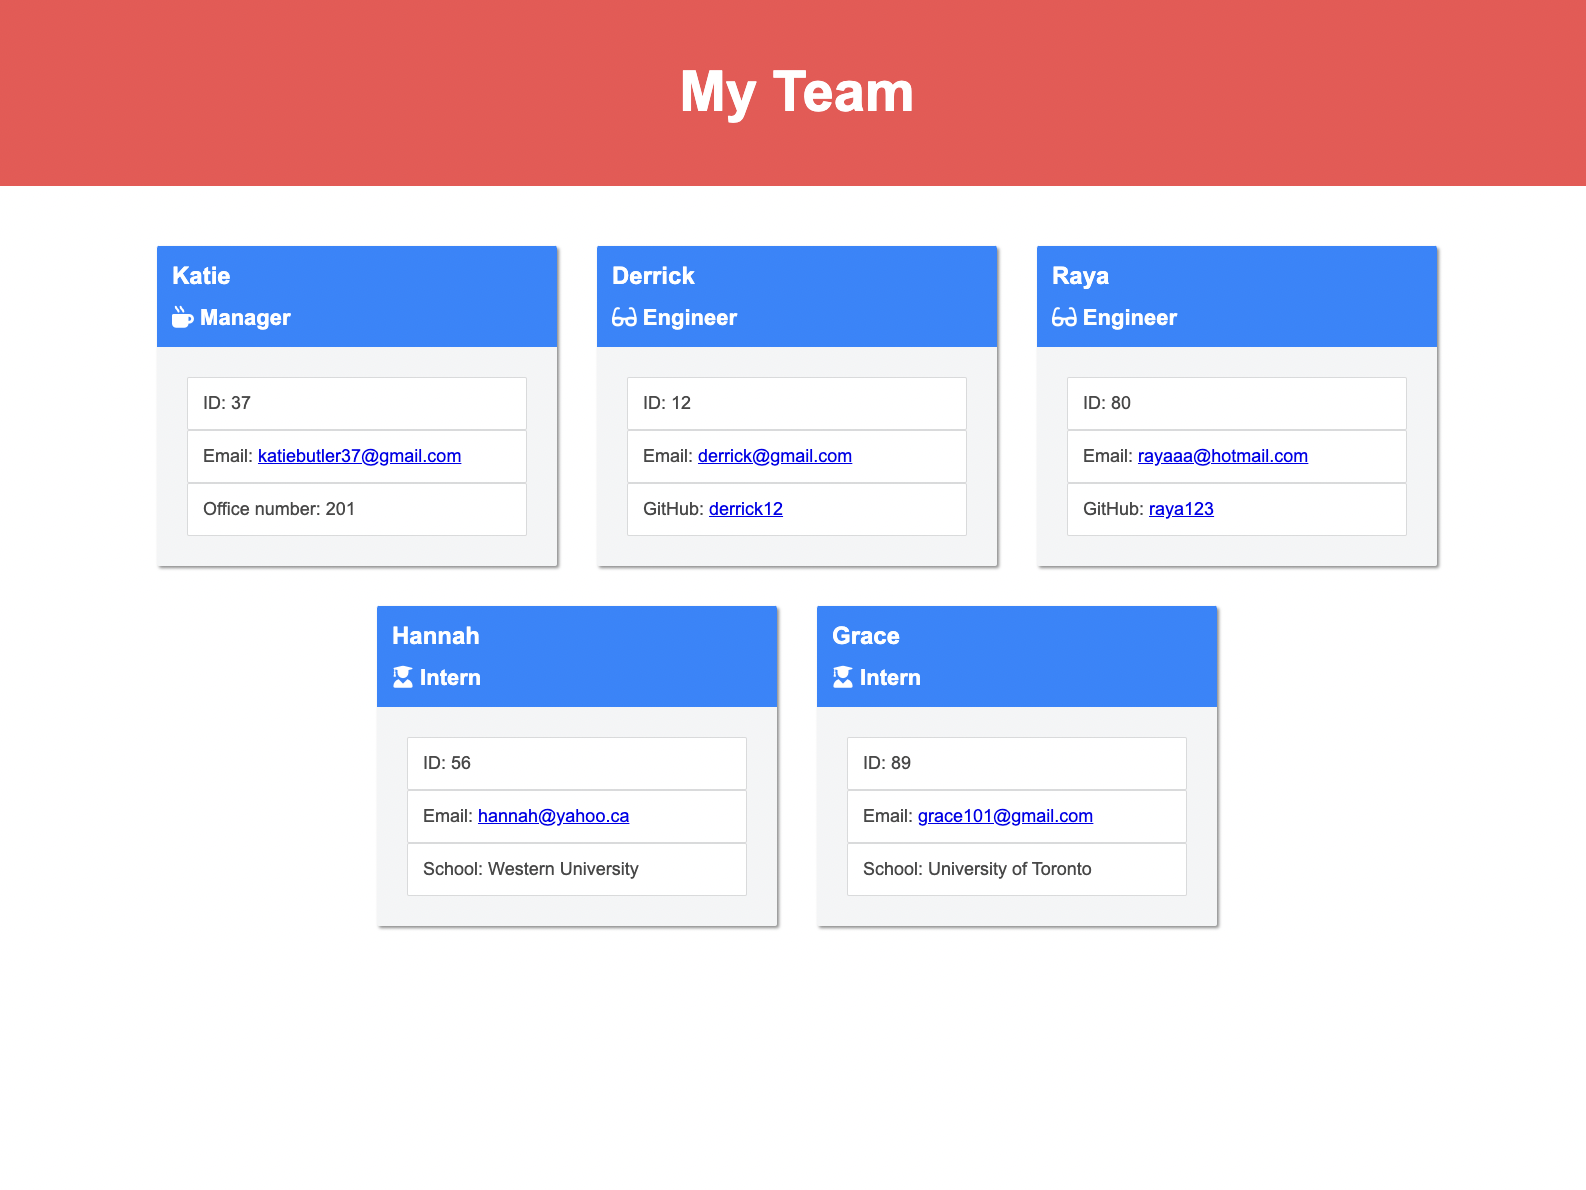 My Team
Katie
Manager
ID: 37
Email: katiebutler37@gmail.com
Office number: 201
Derrick
Engineer
ID: 12
Email: derrick@gmail.com
GitHub: derrick12
Raya
Engineer
ID: 80
Email: rayaaa@hotmail.com
GitHub: raya123
Hannah
Intern
ID: 56
Email: hannah@yahoo.ca
School: Western University
Grace
Intern
ID: 89
Email: grace101@gmail.com
School: University of Toronto